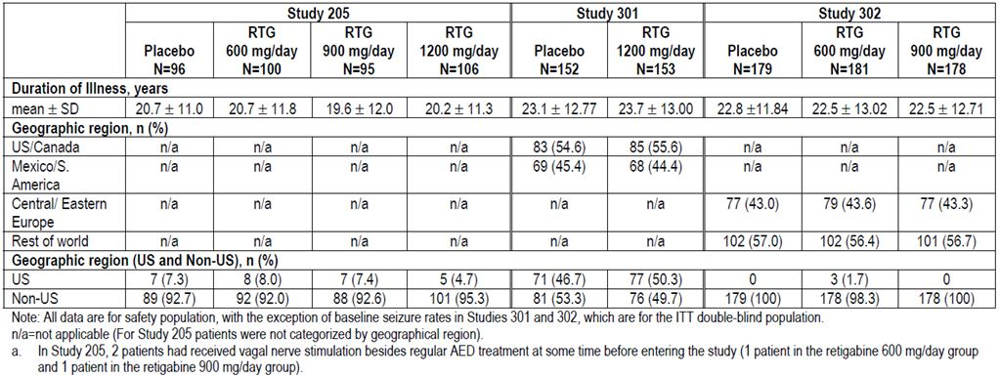 Study 205 Study 301 Study 302
Placebo N=96 RTG 600 mg/day N=100 RTG 900 mg/day N=95 RTG 1200 mg/day N=106 Placebo N=152 RTG 1200 mg/day N=153 Placebo N=179 RTG 600 mg/day N=181 RTG 900 mg/day N=178
Duration of Illness, years
mean ± SD 20.7 ± 11.0 20.7 ± 11.8 19.6 ± 12.0 20.2 ± 11.3 23.1 ± 12.77 23.7 ± 13.00 22.8 ±11.84 22.5 ± 13.02 22.5 ± 12.71
Geographic region, n (%)
US/Canada n/a n/a n/a n/a 83 (54.6) 85 (55.6) n/a n/a n/a
Mexico/S. America n/a n/a n/a n/a 69 (45.4) 68 (44.4) n/a n/a n/a
Central/ Eastern Europe n/a n/a n/a n/a n/a n/a 77 (43.0) 79 (43.6) 77 (43.3)
Rest of world n/a n/a n/a n/a n/a n/a 102 (57.0) 102 (56.4) 101 (56.7)
Geographic region (US and Non-US), n (%)
US 7 (7.3) 8 (8.0) 7 (7.4) 5 (4.7) 71 (46.7) 77 (50.3) 0 3 (1.7) 0
Non-US 89 (92.7) 92 (92.0) 88 (92.6) 101 (95.3) 81 (53.3) 76 (49.7) 179 (100) 178 (98.3) 178 (100)
Note: All data are for safety population, with the exception of baseline seizure rates in Studies 301 and 302, which are for the ITT double-blind population.
n/a=not applicable (For Study 205 patients were not categorized by geographical region).
a. In Study 205, 2 patients had received vagal nerve stimulation besides regular AED treatment at some time before entering the study (1 patient in the retigabine 600 mg/day group
and 1 patient in the retigabine 900 mg/day group).